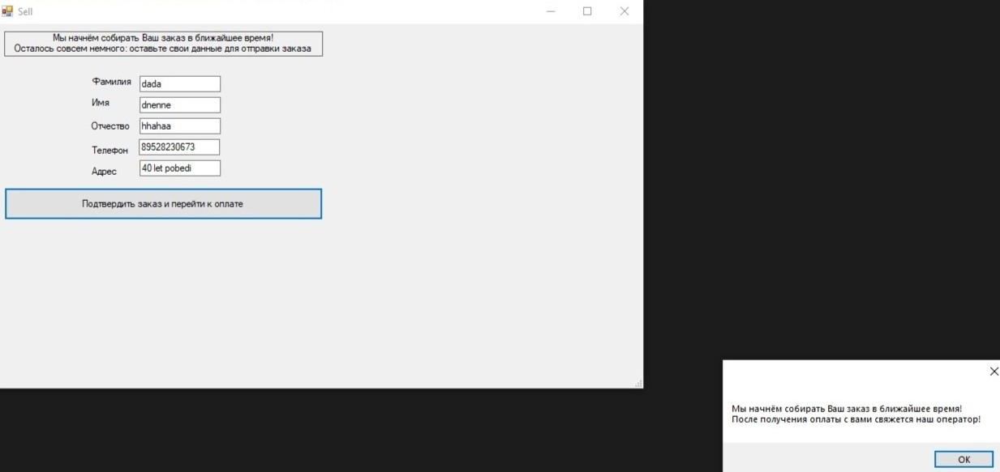 Sell
Мы начнём собирать Ваш заказ в ближайшее время!
Осталось совсем немного: оставьте свои данные для отправки заказа
Фамилия dada
Имя dnenne
Отчество hhahaa
Телефон 89528230673
Адрес 40 let pobedi
Подтвердить заказ и перейти к оплате
Мы начнём собирать Ваш заказ в ближайшее время!
После получения оплаты с вами свяжется наш оператор!
OK